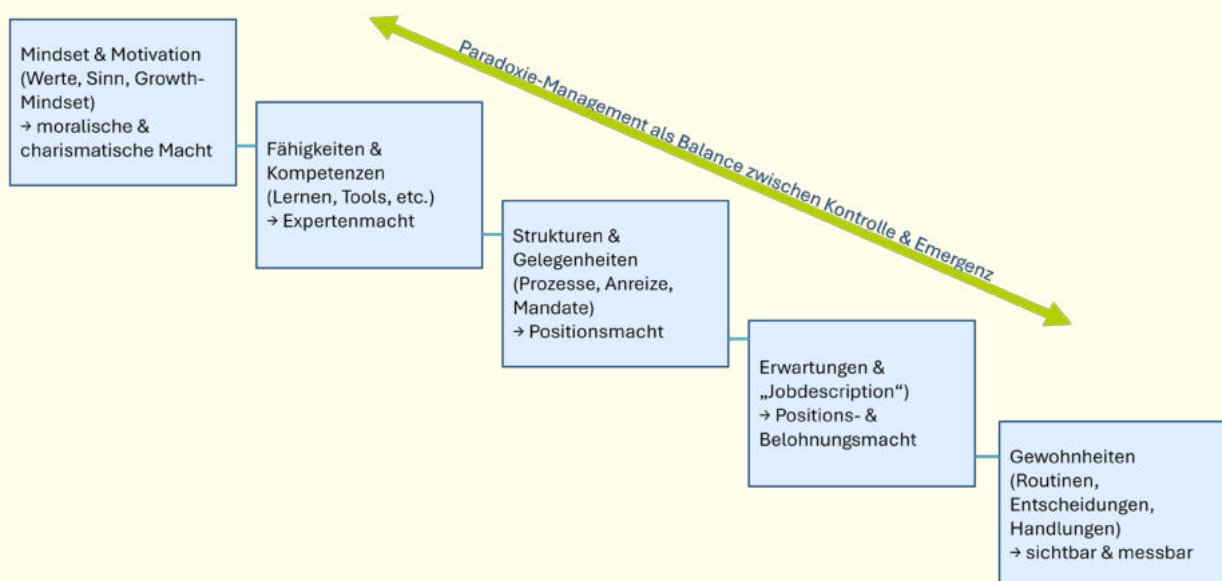 Mindset & Motivation
(Werte, Sinn, Growth-
Mindset)
→ moralische &
charismatische Macht
Paradoxie-Management als Balance zwischen Kontrolle & Emergenz
Fähigkeiten &
Kompetenzen
(Lernen, Tools, etc.)
→ Expertenmacht
Strukturen &
Gelegenheiten
(Prozesse, Anreize,
Mandate)
→ Positionsmacht
Erwartungen &
„Jobdescription“)
→ Positions- &
Belohnungsmacht
Gewohnheiten
(Routinen,
Entscheidungen,
Handlungen)
→ sichtbar & messbar